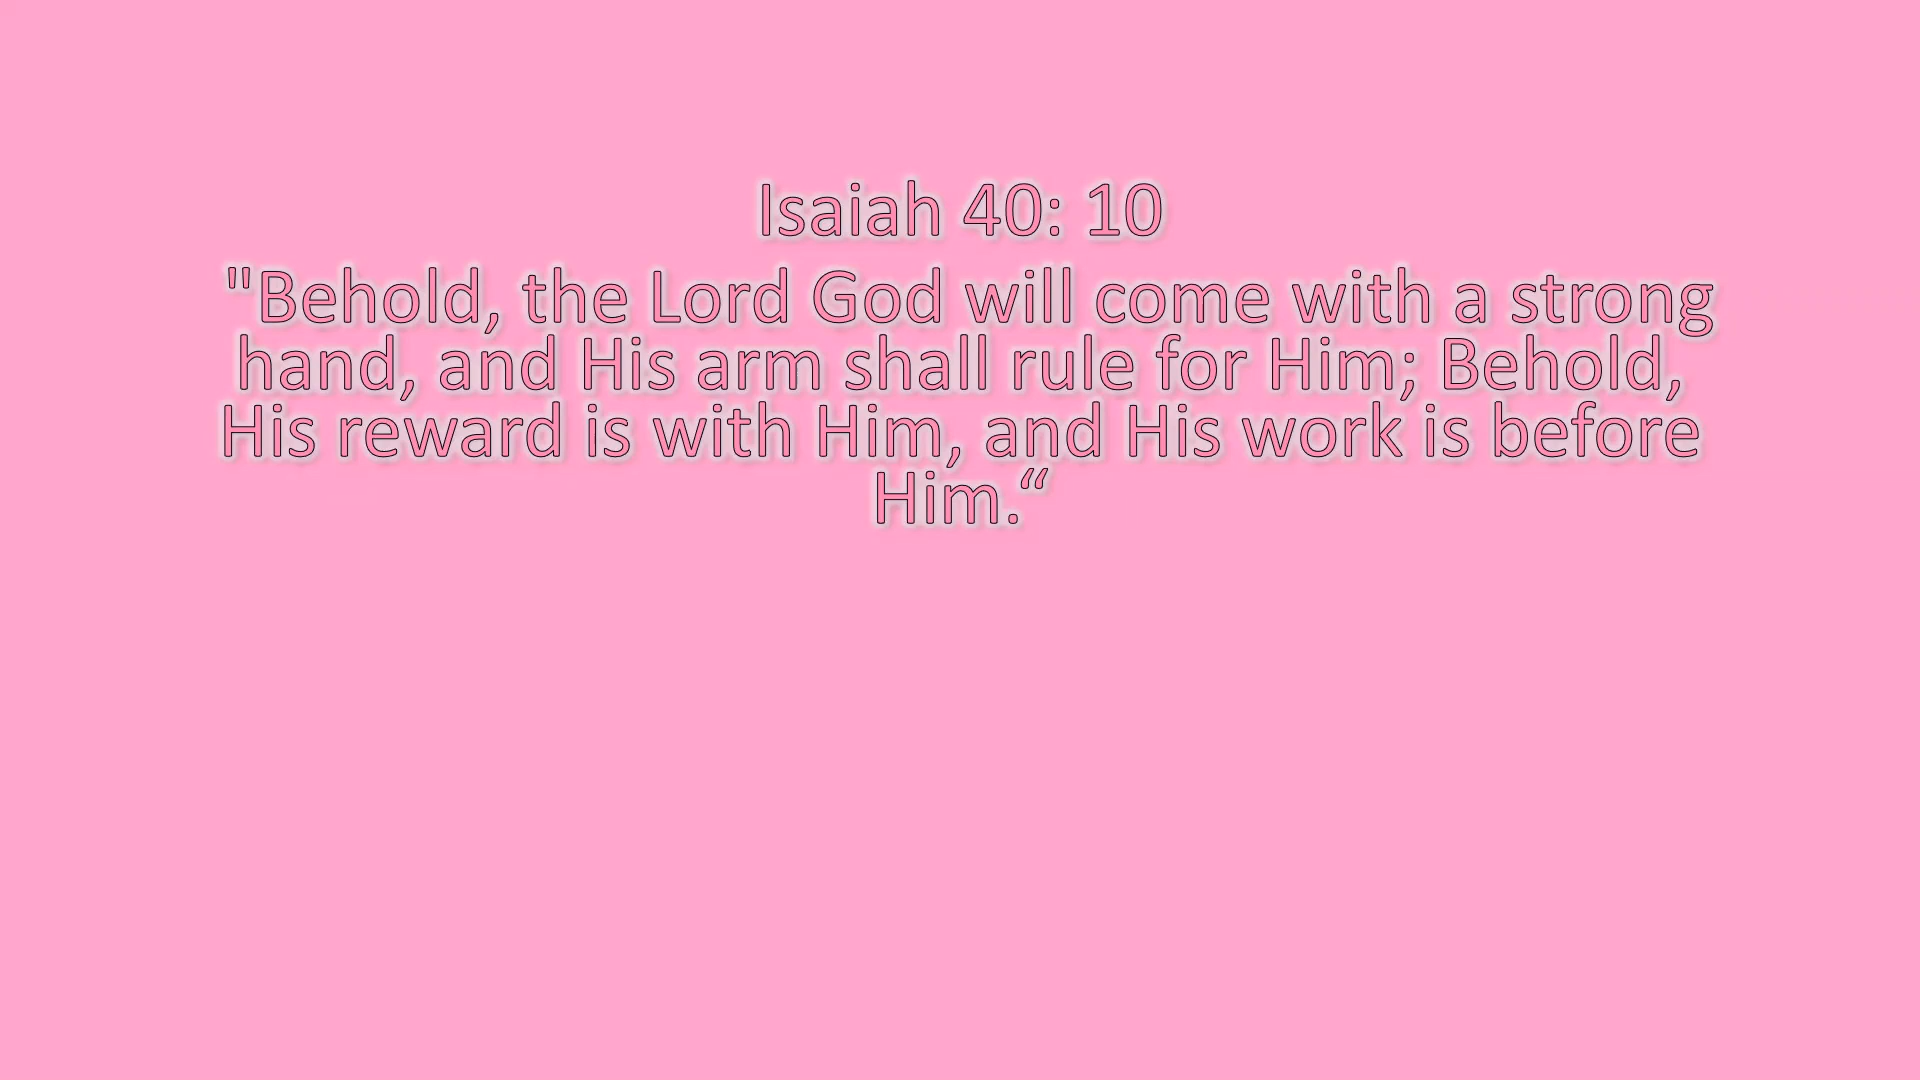 Isaiah 40: 10
"Behold, the Lord God will come with a strong
hand, and His arm shall rule for Him; Behold,
His reward is with Him, and His work is before
Him.“